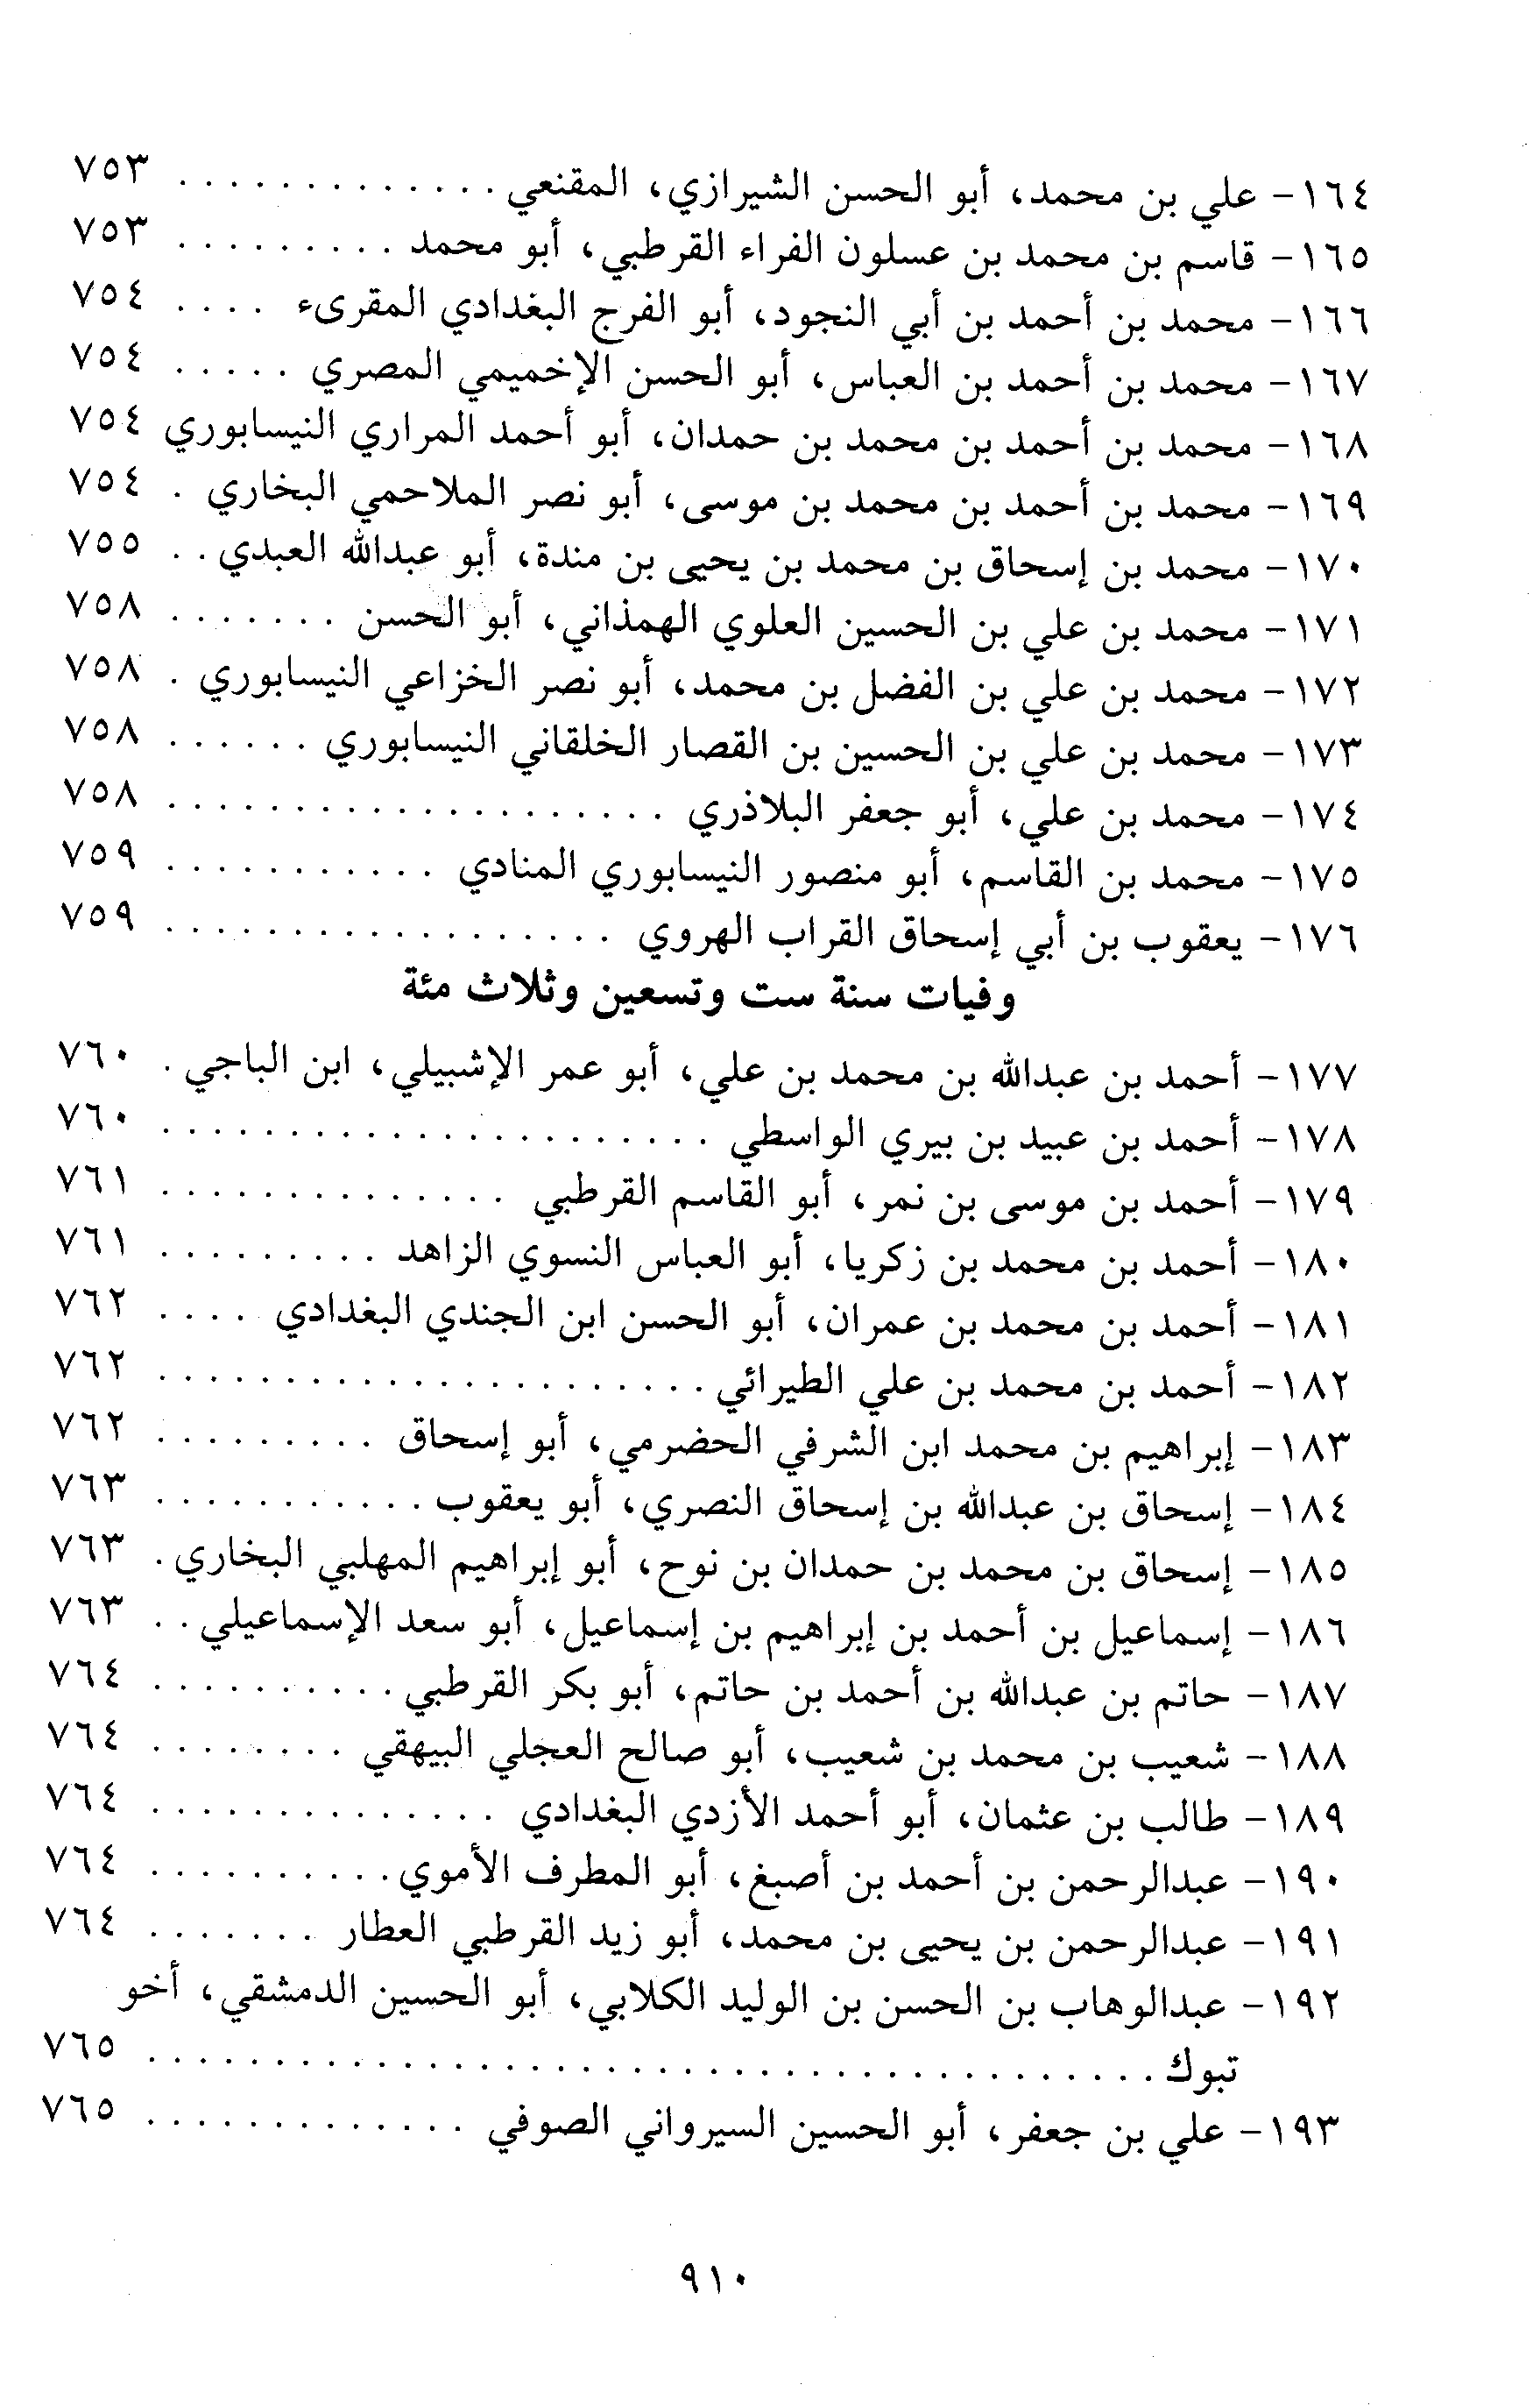 ١٦٤- علي بن محمد، أبو الحسن الشيرازي، المقنعي . . . . . . . . . . . . . ٧٥٣
١٦٥- قاسم بن محمد بن عسلون الفراء القرطبي، أبو محمد . . . . . . . . . ٧٥٣
١٦٦- محمد بن أحمد بن أبي النجود، أبو الفرج البغدادي المقرىء . . . . ٧٥٤
١٦٧- محمد بن أحمد بن العباس، أبو الحسن الإخميمي المصري . . . . . ٧٥٤
١٦٨- محمد بن أحمد بن محمد بن حمدان، أبو أحمد المراري النيسابوري ٧٥٤
١٦٩- محمد بن أحمد بن محمد بن موسى، أبو نصر الملاحمي البخاري . ٧٥٤
١٧٠- محمد بن إسحاق بن محمد بن يحيى بن مندة، أبو عبدالله العبدي . . ٧٥٥
١٧١- محمد بن علي بن الحسين العلوي الهمذاني، أبو الحسن . . . . . . . ٧٥٨
١٧٢- محمد بن علي بن الفضل بن محمد، أبو نصر الخزاعي النيسابوري . ٧٥٨
١٧٣- محمد بن علي بن الحسين بن القصار الخلقاني النيسابوري . . . . . . ٧٥٨
١٧٤- محمد بن علي، أبو جعفر البلاذري . . . . . . . . . . . . . . . . . . . . ٧٥٨
١٧٥- محمد بن القاسم، أبو منصور النيسابوري المنادي . . . . . . . . . . . ٧٥٩
١٧٦- يعقوب بن أبي إسحاق القراب الهروي . . . . . . . . . . . . . . . . . . ٧٥٩
وفيات سنة ست وتسعين وثلاث مئة
١٧٧- أحمد بن عبدالله بن محمد بن علي، أبو عمر الإشبيلي، ابن الباجي . ٧٦٠
١٧٨- أحمد بن عبيد بن بيري الواسطي . . . . . . . . . . . . . . . . . . . . . . ٧٦٠
١٧٩- أحمد بن موسى بن نمر، أبو القاسم القرطبي . . . . . . . . . . . . . . ٧٦١
١٨٠- أحمد بن محمد بن زكريا، أبو العباس النسوي الزاهد . . . . . . . . . ٧٦١
١٨١- أحمد بن محمد بن عمران، أبو الحسن ابن الجندي البغدادي . . . . ٧٦٢
١٨٢- أحمد بن محمد بن علي الطيرائي . . . . . . . . . . . . . . . . . . . . . . ٧٦٢
١٨٣- إبراهيم بن محمد ابن الشرفي الحضرمي، أبو إسحاق . . . . . . . . . ٧٦٢
١٨٤- إسحاق بن عبدالله بن إسحاق النصري، أبو يعقوب . . . . . . . . . . . ٧٦٣
١٨٥- إسحاق بن محمد بن حمدان بن نوح، أبو إبراهيم المهلبي البخاري . ٧٦٣
١٨٦- إسماعيل بن أحمد بن إبراهيم بن إسماعيل، أبو سعد الإسماعيلي . . ٧٦٣
١٨٧- حاتم بن عبدالله بن أحمد بن حاتم، أبو بكر القرطبي . . . . . . . . . . ٧٦٤
١٨٨- شعيب بن محمد بن شعيب، أبو صالح العجلي البيهقي . . . . . . . . ٧٦٤
١٨٩- طالب بن عثمان، أبو أحمد الأزدي البغدادي . . . . . . . . . . . . . . ٧٦٤
١٩٠- عبدالرحمن بن أحمد بن أصبغ، أبو المطرف الأموي . . . . . . . . . . ٧٦٤
١٩١- عبدالرحمن بن يحيى بن محمد، أبو زيد القرطبي العطار . . . . . . . ٧٦٤
١٩٢- عبدالوهاب بن الحسن بن الوليد الكلابي، أبو الحسين الدمشقي، أخو
تبوك . . . . . . . . . . . . . . . . . . . . . . . . . . . . . . . . . . . . . . . . ٧٦٥
١٩٣- علي بن جعفر، أبو الحسين السيرواني الصوفي . . . . . . . . . . . . . ٧٦٥
٩١٠